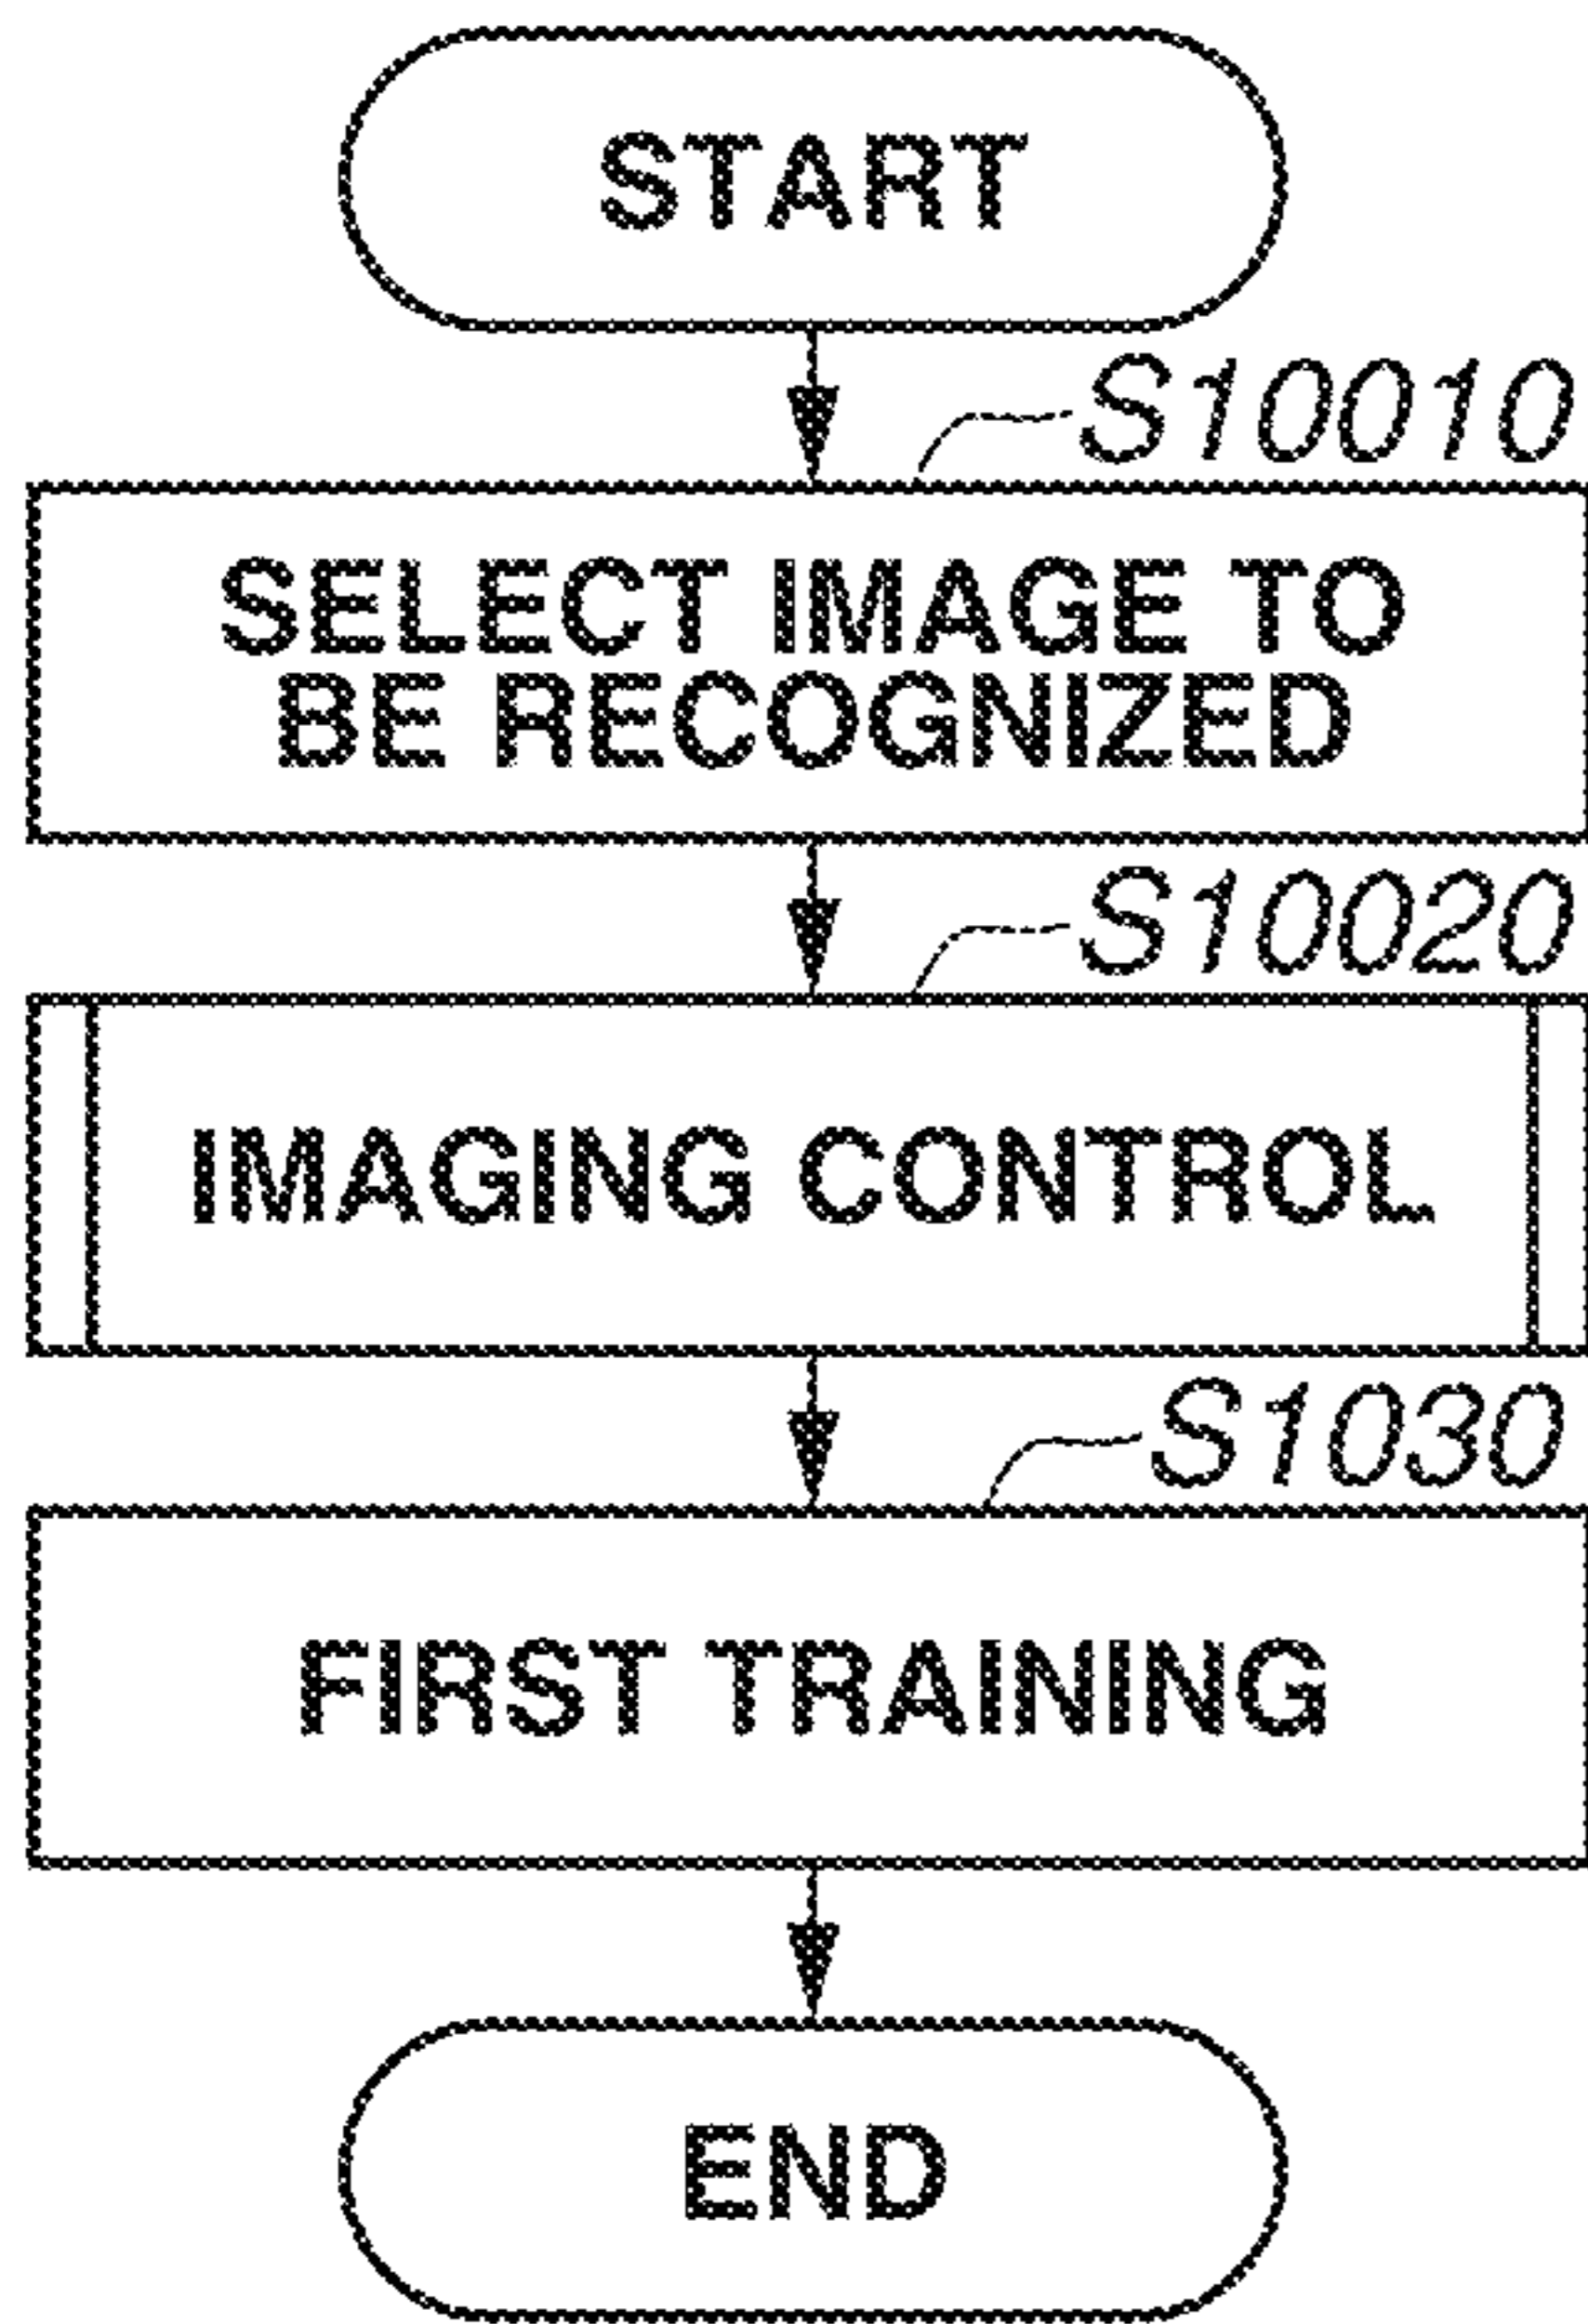 START
S10010
SELECT IMAGE TO
BE RECOGNIZED
S10020
IMAGING CONTROL
S1030
FIRST TRAINING
END